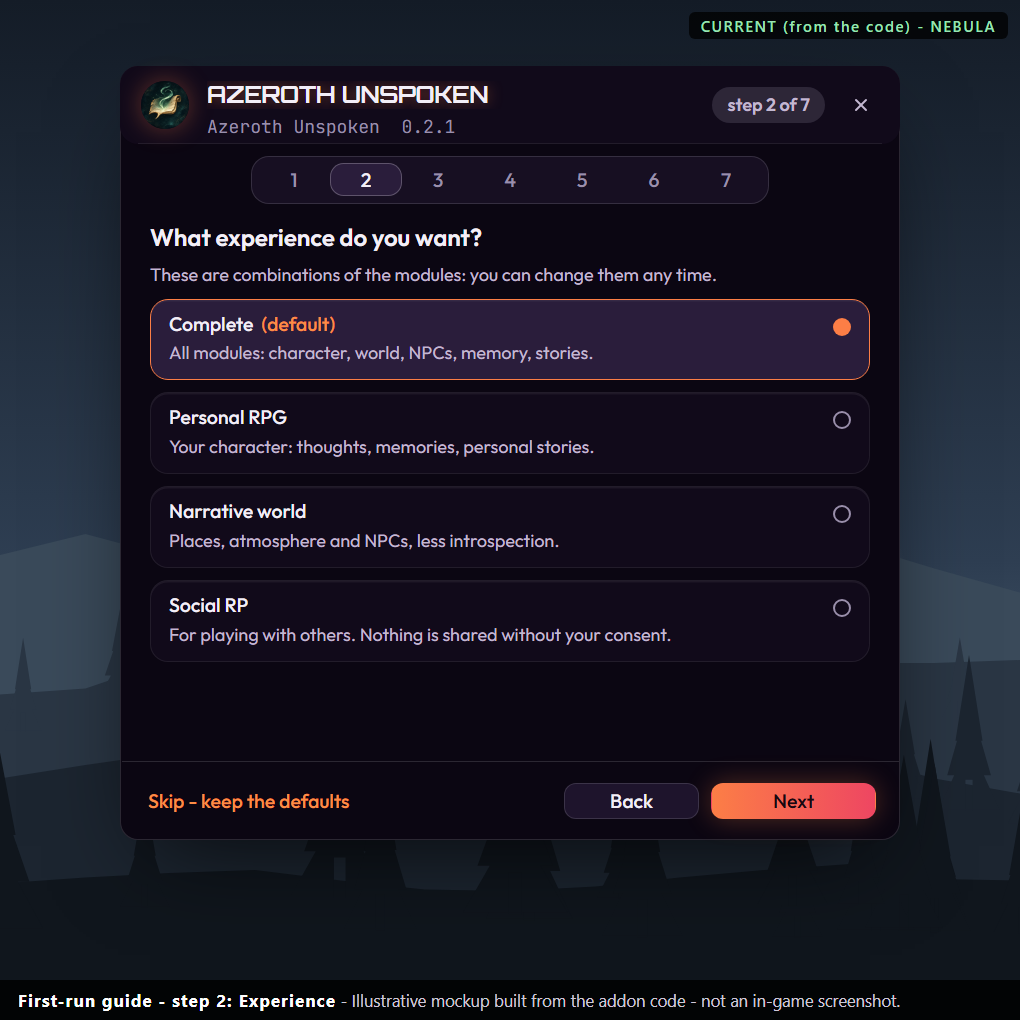 CURRENT (from the code) - NEBULA
AZEROTH UNSPOKEN
Azeroth Unspoken 0.2.1
step 2 of 7
1 2 3 4 5 6 7
What experience do you want?
These are combinations of the modules: you can change them any time.
Complete (default)
All modules: character, world, NPCs, memory, stories.
Personal RPG
Your character: thoughts, memories, personal stories.
Narrative world
Places, atmosphere and NPCs, less introspection.
Social RP
For playing with others. Nothing is shared without your consent.
Skip - keep the defaults
Back
Next
First-run guide - step 2: Experience - Illustrative mockup built from the addon code - not an in-game screenshot.